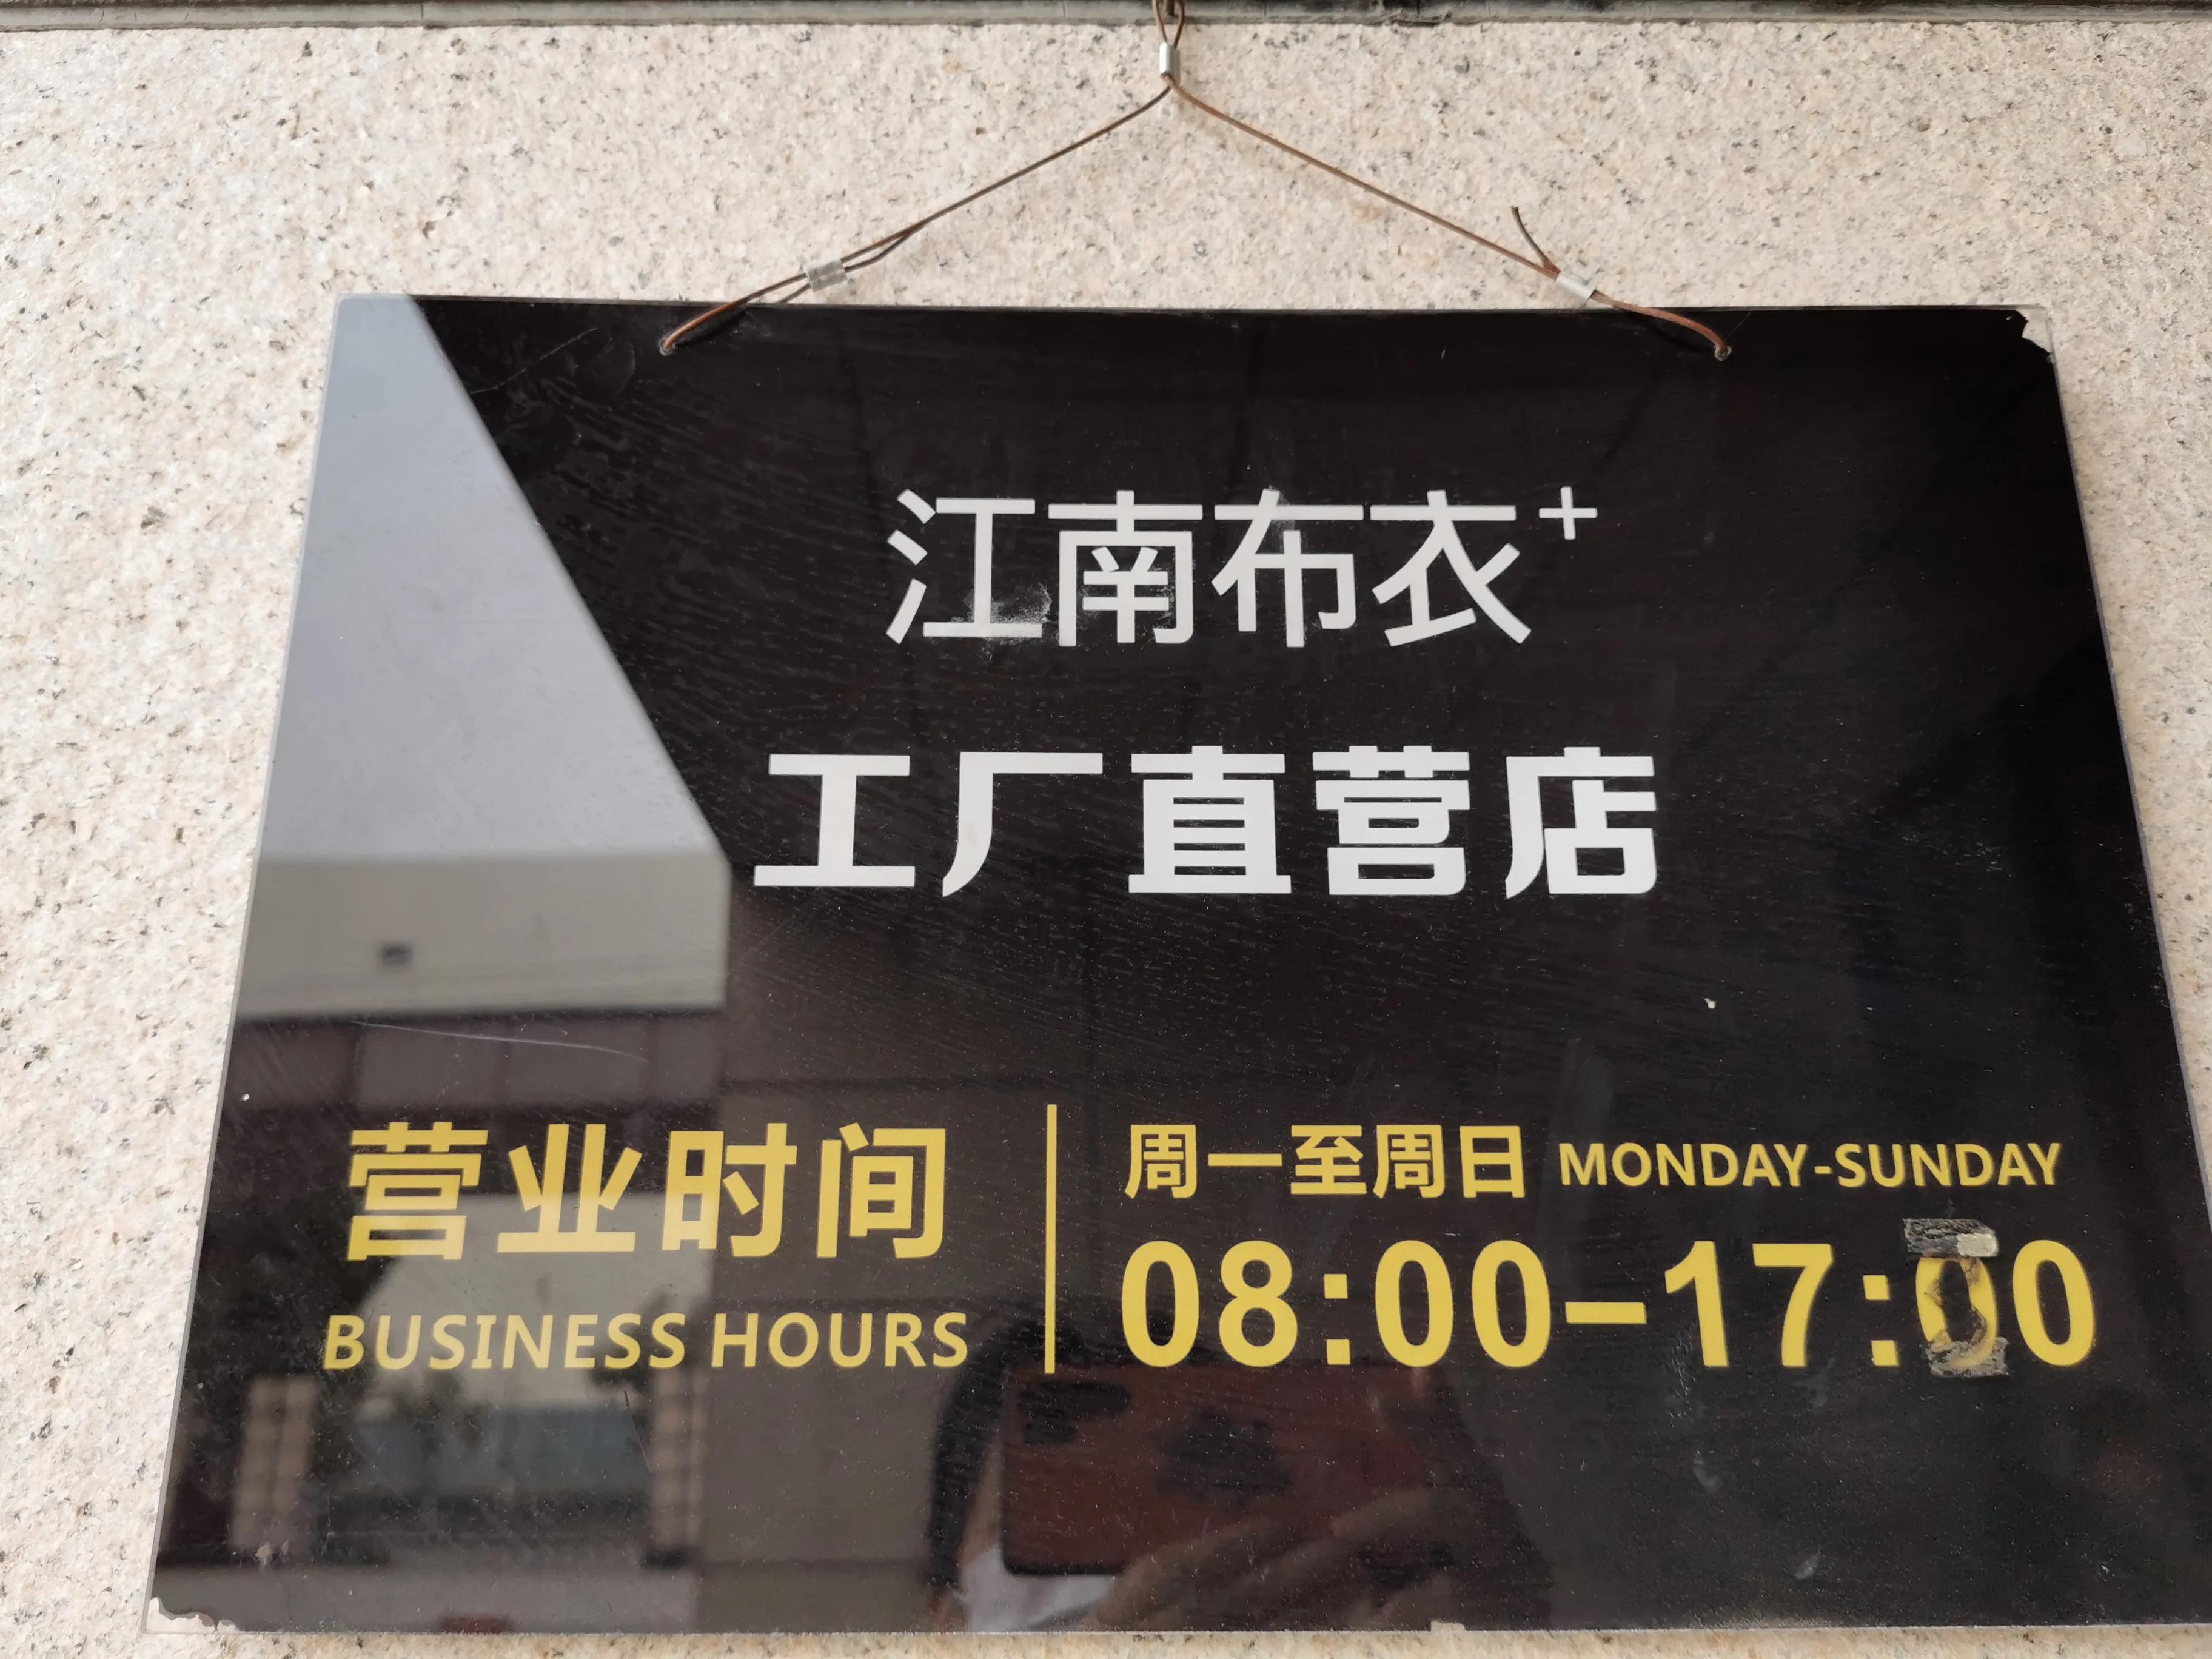 江南布衣+
工厂直营店
营业时间
BUSINESS HOURS
周一至周日 MONDAY-SUNDAY
08:00-17:00